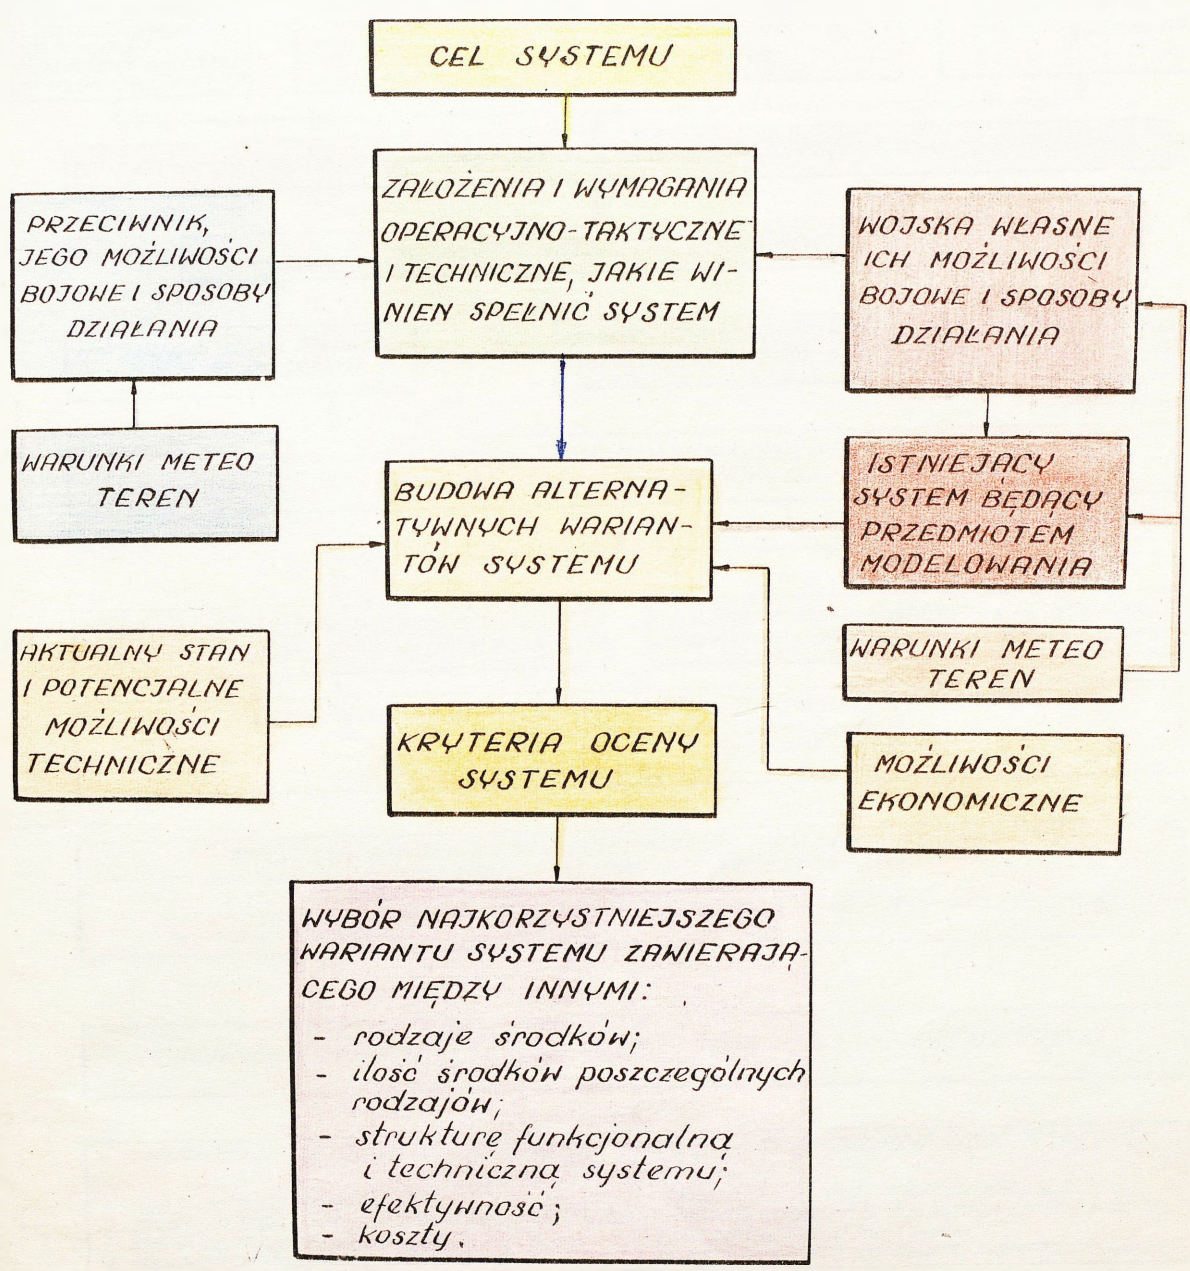 CEL SYSTEMU
ZAŁOŻENIA I WYMAGANIA
OPERACYJNO-TAKTYCZNE
I TECHNICZNE, JAKIE WI-
NIEN SPEŁNIĆ SYSTEM
PRZECIWNIK,
JEGO MOŻLIWOŚCI
BOJOWE I SPOSOBY
DZIAŁANIA
WOJSKA WŁASNE
ICH MOŻLIWOŚCI
BOJOWE I SPOSOBY
DZIAŁANIA
WARUNKI METEO
TEREN
BUDOWA ALTERNA-
TYWNYCH WARIAN-
TÓW SYSTEMU
ISTNIEJĄCY
SYSTEM BĘDĄCY
PRZEDMIOTEM
MODELOWANIA
AKTUALNY STAN
I POTENCJALNE
MOŻLIWOŚCI
TECHNICZNE
WARUNKI METEO
TEREN
KRYTERIA OCENY
SYSTEMU
MOŻLIWOŚCI
EKONOMICZNE
WYBÓR NAJKORZYSTNIEJSZEGO
WARIANTU SYSTEMU ZAWIERAJĄ-
CEGO MIĘDZY INNYMI:
- rodzaje środków;
- ilość środków poszczególnych
rodzajów;
- strukturę funkcjonalną
i techniczną systemu;
- efektywność;
- koszty.